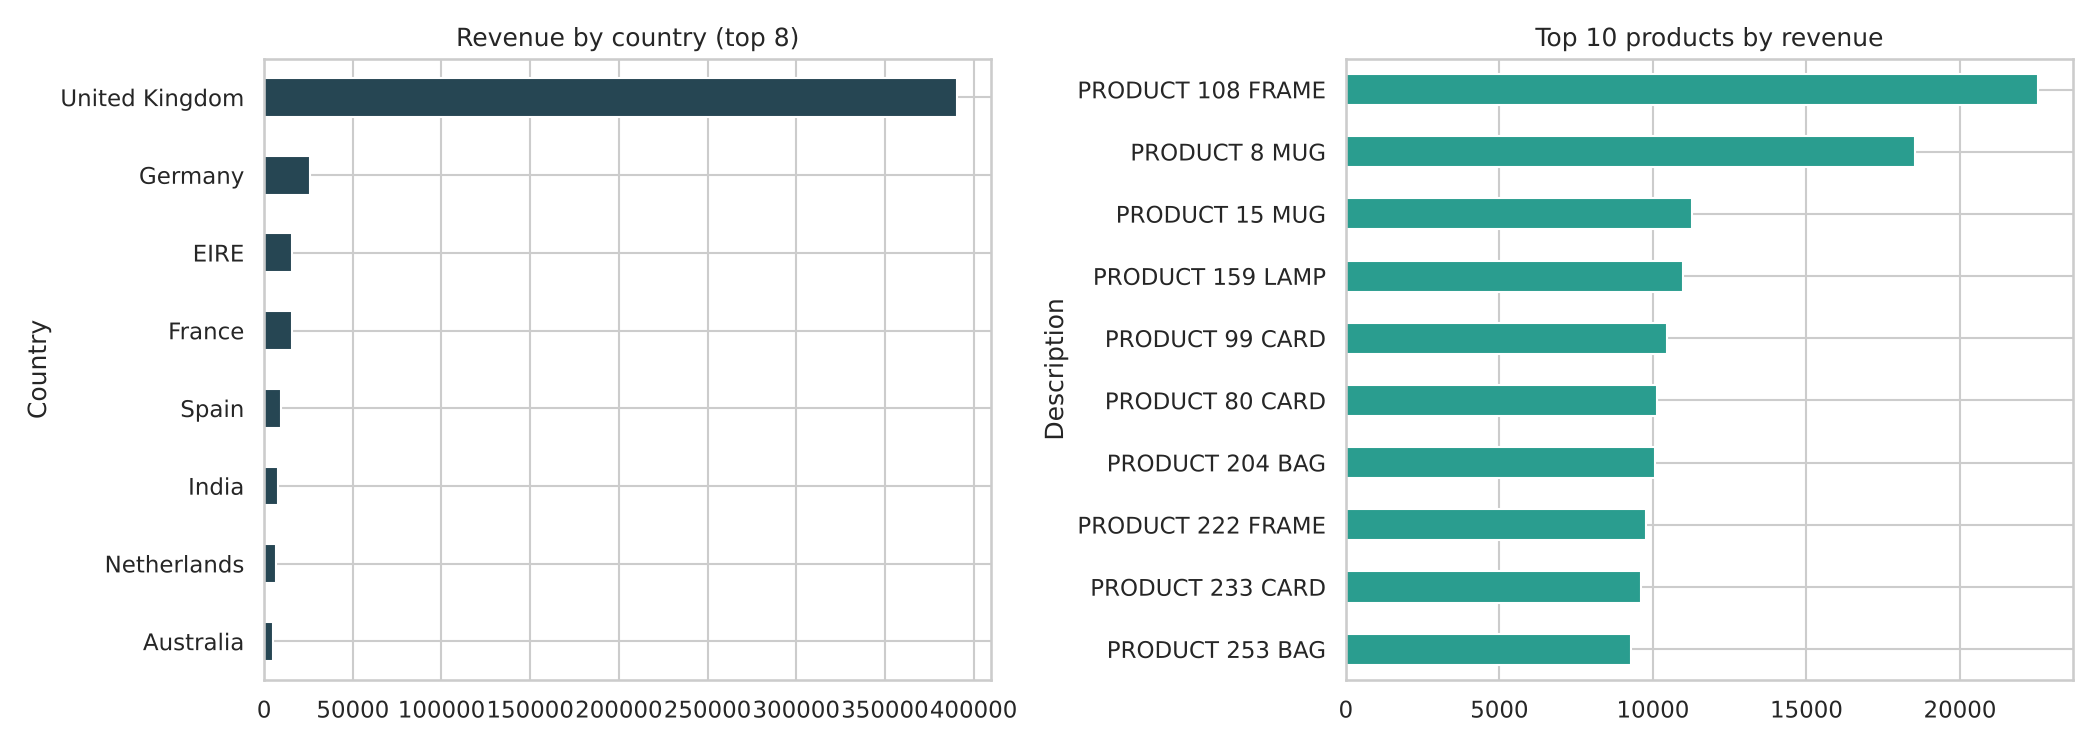 Revenue by country (top 8)
Country
United Kingdom
Germany
EIRE
France
Spain
India
Netherlands
Australia
0 50000 100000 150000 200000 250000 300000 350000 400000
Top 10 products by revenue
Description
PRODUCT 108 FRAME
PRODUCT 8 MUG
PRODUCT 15 MUG
PRODUCT 159 LAMP
PRODUCT 99 CARD
PRODUCT 80 CARD
PRODUCT 204 BAG
PRODUCT 222 FRAME
PRODUCT 233 CARD
PRODUCT 253 BAG
0 5000 10000 15000 20000